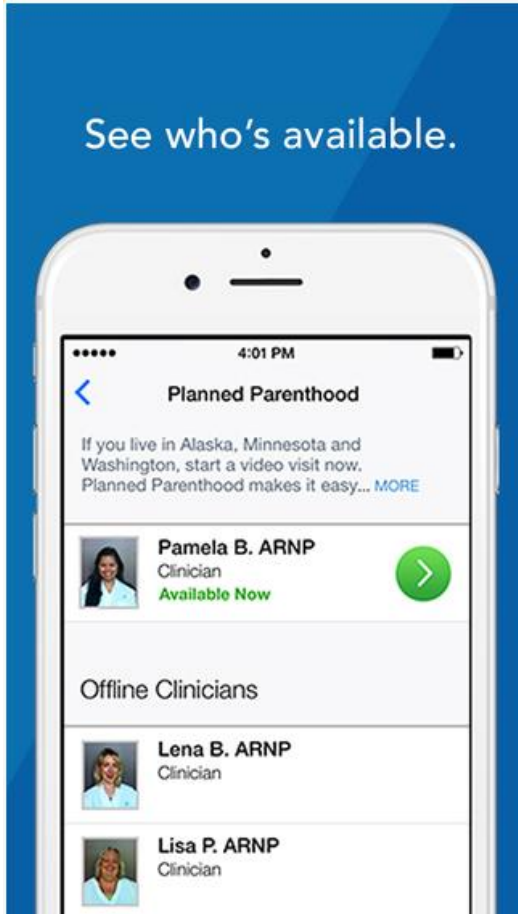 See who's available.
4:01 PM
Planned Parenthood
If you live in Alaska, Minnesota and
Washington, start a video visit now.
Planned Parenthood makes it easy... MORE
Pamela B. ARNP
Clinician
Available Now
Offline Clinicians
Lena B. ARNP
Clinician
Lisa P. ARNP
Clinician